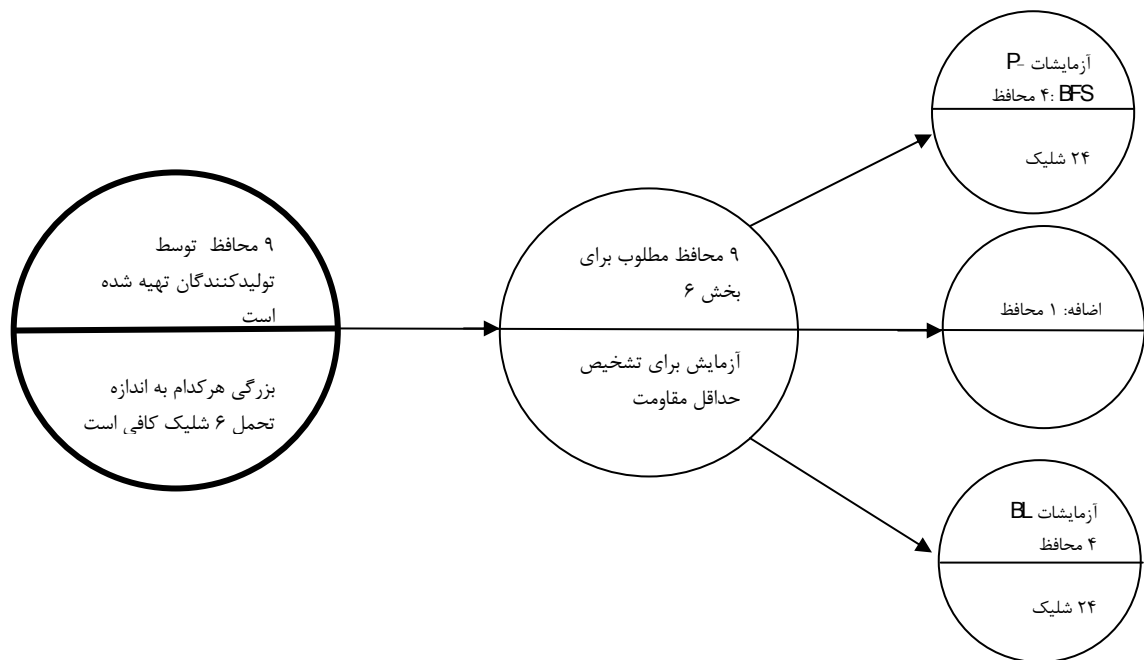 ۹ محافظ توسط
تولیدکنندگان تهیه شده
است
بزرگی هرکدام به اندازه
تحمل ۶ شلیک کافی است
۹ محافظ مطلوب برای
بخش ۶
آزمایش برای تشخیص
حداقل مقاومت
آزمایشات P-
BFS: ۴ محافظ
۲۴ شلیک
اضافه: ۱ محافظ
آزمایشات BL
۴ محافظ
۲۴ شلیک